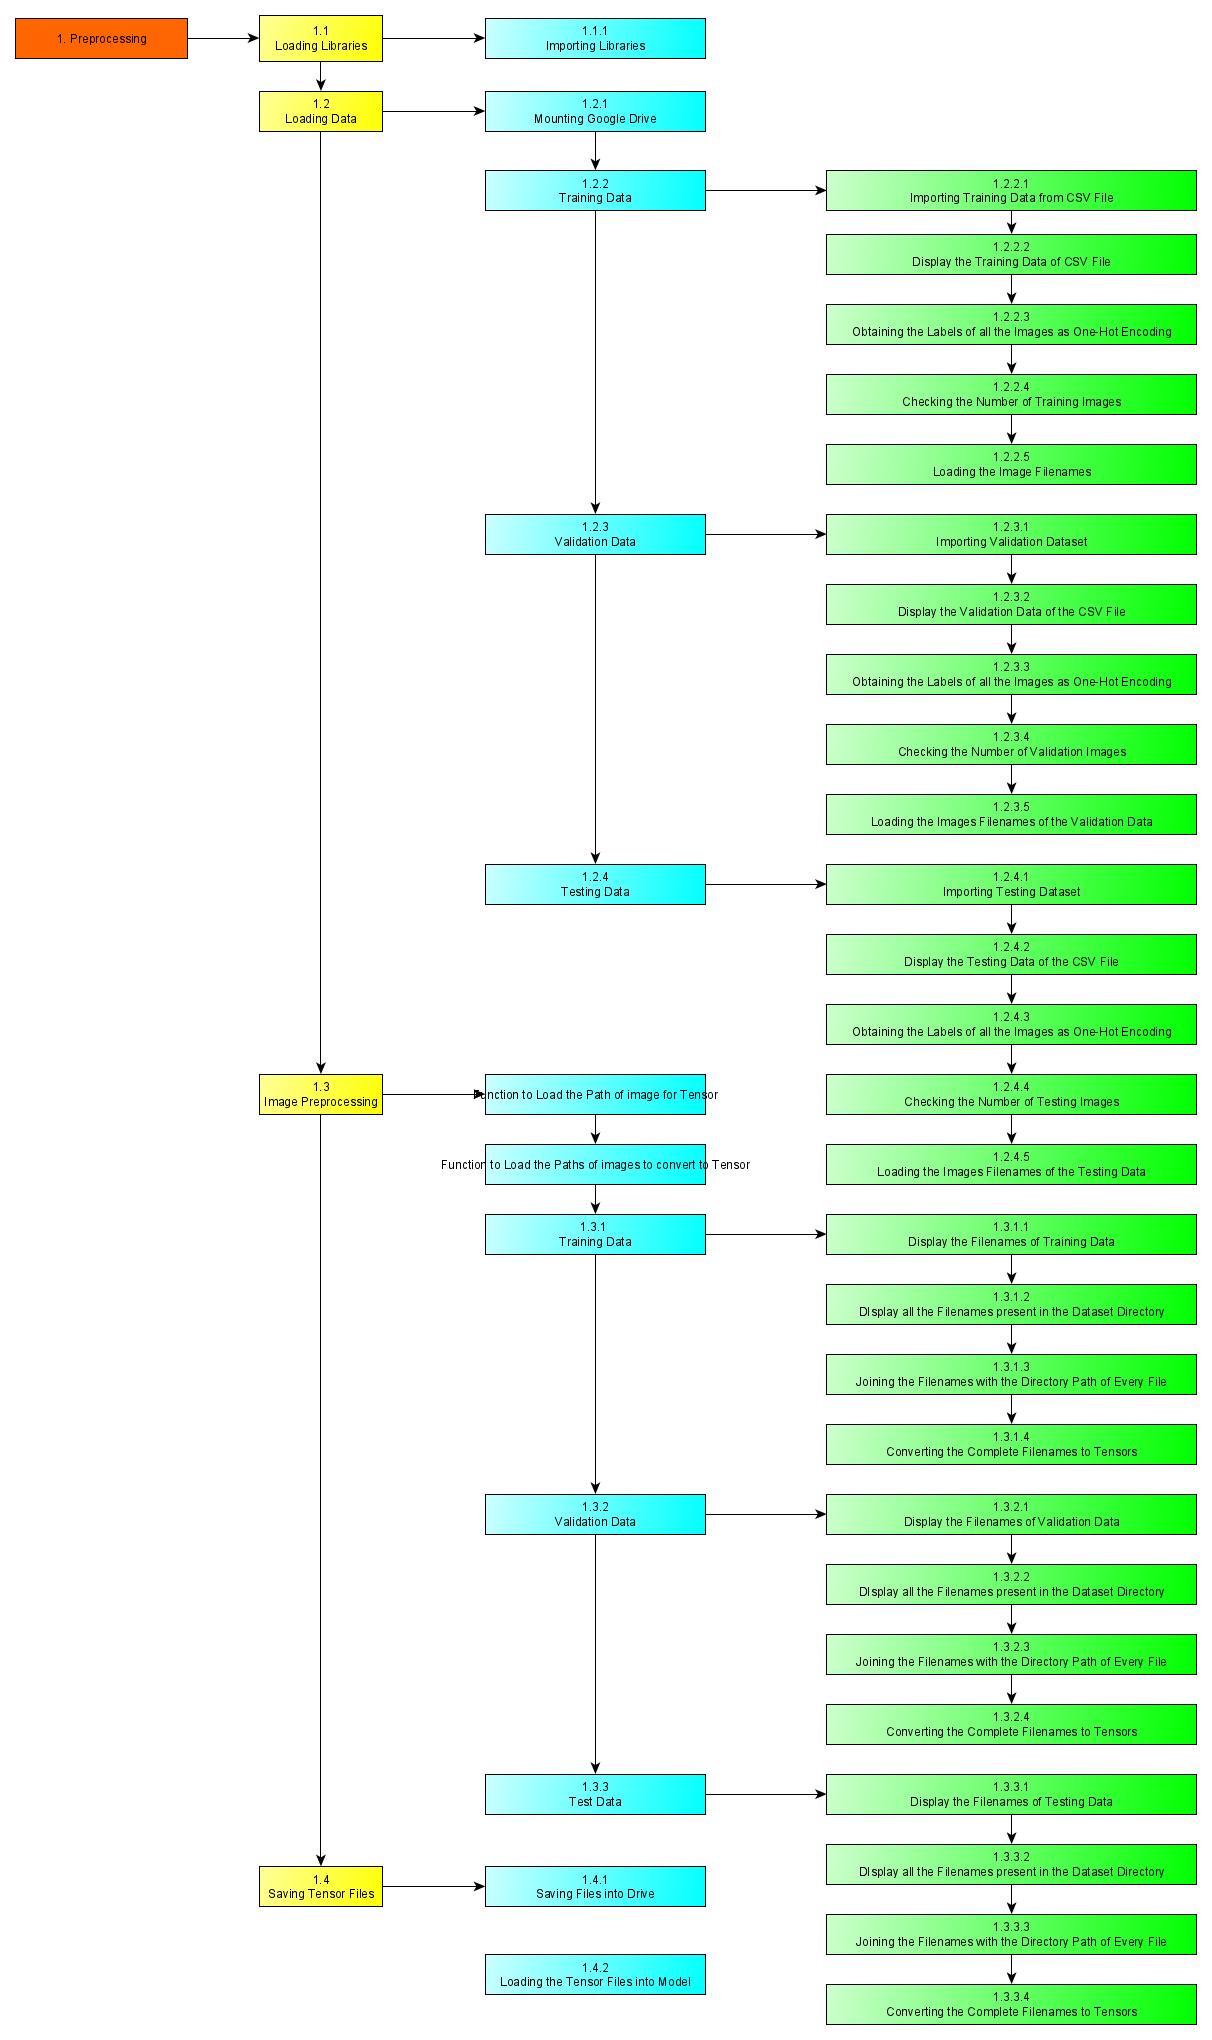 1. Preprocessing
1.1
Loading Libraries
1.1.1
Importing Libraries
1.2
Loading Data
1.2.1
Mounting Google Drive
1.2.2
Training Data
1.2.2.1
Importing Training Data from CSV File
1.2.2.2
Display the Training Data of CSV File
1.2.2.3
Obtaining the Labels of all the Images as One-Hot Encoding
1.2.2.4
Checking the Number of Training Images
1.2.2.5
Loading the Image Filenames
1.2.3
Validation Data
1.2.3.1
Importing Validation Dataset
1.2.3.2
Display the Validation Data of the CSV File
1.2.3.3
Obtaining the Labels of all the Images as One-Hot Encoding
1.2.3.4
Checking the Number of Validation Images
1.2.3.5
Loading the Images Filenames of the Validation Data
1.2.4
Testing Data
1.2.4.1
Importing Testing Dataset
1.2.4.2
Display the Testing Data of the CSV File
1.2.4.3
Obtaining the Labels of all the Images as One-Hot Encoding
1.2.4.4
Checking the Number of Testing Images
1.2.4.5
Loading the Images Filenames of the Testing Data
1.3
Image Preprocessing
Function to Load the Path of image for Tensor
Function to Load the Paths of images to convert to Tensor
1.3.1
Training Data
1.3.1.1
Display the Filenames of Training Data
1.3.1.2
DIsplay all the Filenames present in the Dataset Directory
1.3.1.3
Joining the Filenames with the Directory Path of Every File
1.3.1.4
Converting the Complete Filenames to Tensors
1.3.2
Validation Data
1.3.2.1
Display the Filenames of Validation Data
1.3.2.2
DIsplay all the Filenames present in the Dataset Directory
1.3.2.3
Joining the Filenames with the Directory Path of Every File
1.3.2.4
Converting the Complete Filenames to Tensors
1.3.3
Test Data
1.3.3.1
Display the Filenames of Testing Data
1.3.3.2
DIsplay all the Filenames present in the Dataset Directory
1.3.3.3
Joining the Filenames with the Directory Path of Every File
1.3.3.4
Converting the Complete Filenames to Tensors
1.4
Saving Tensor Files
1.4.1
Saving Files into Drive
1.4.2
Loading the Tensor Files into Model